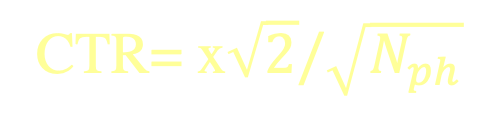 CTR= x√2/√N_ph